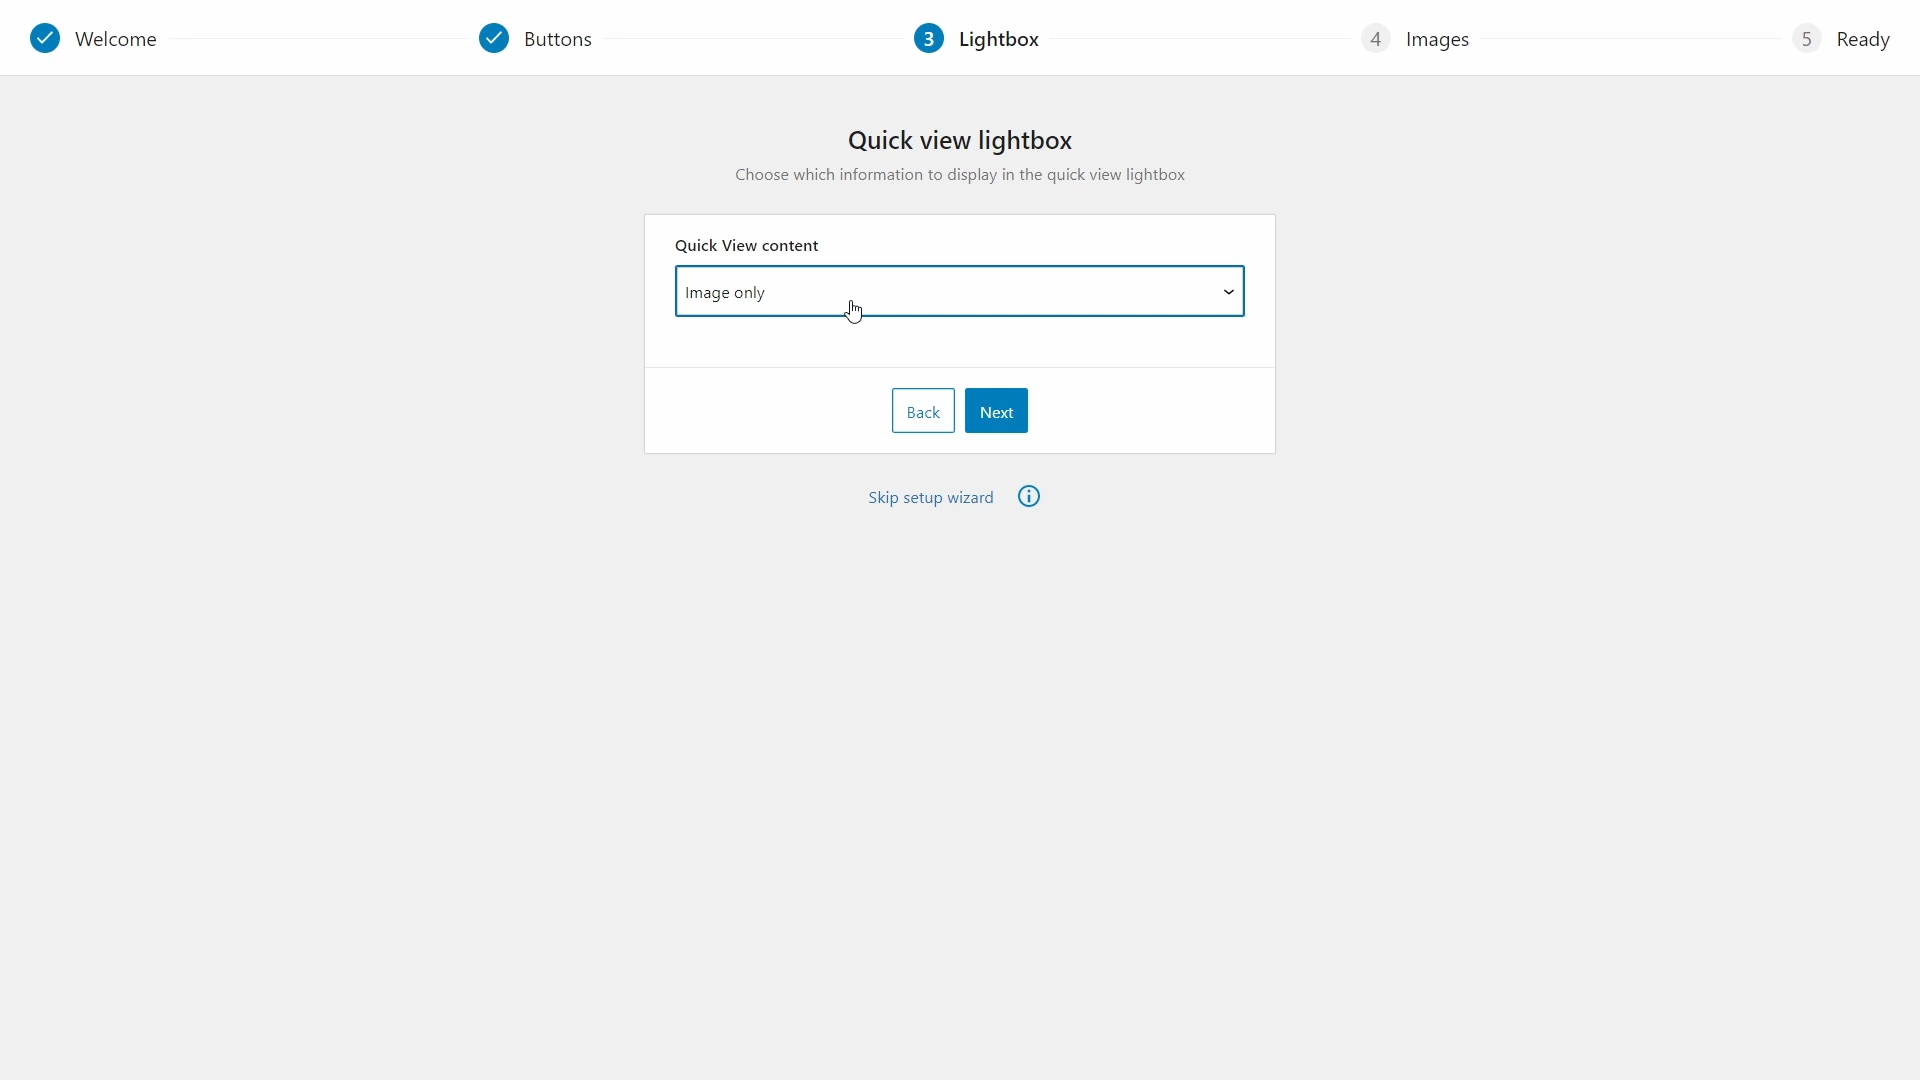 Welcome
Buttons
3 Lightbox
4 Images
5 Ready
Quick view lightbox
Choose which information to display in the quick view lightbox
Quick View content
Image only
Back
Next
Skip setup wizard